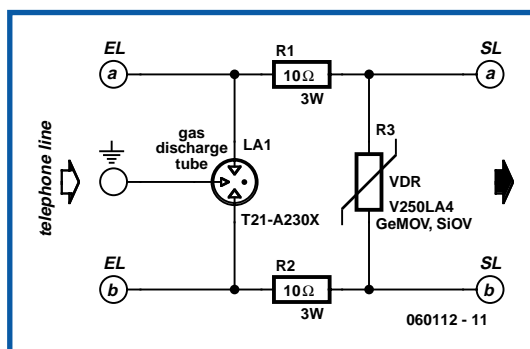 EL
a
R1
10Ω
3W
SL
a
gas
discharge
tube
LA1
R3
telephone line
VDR
V250LA4
GeMOV, SiOV
T21-A230X
EL
b
R2
10Ω
3W
SL
b
060112 - 11